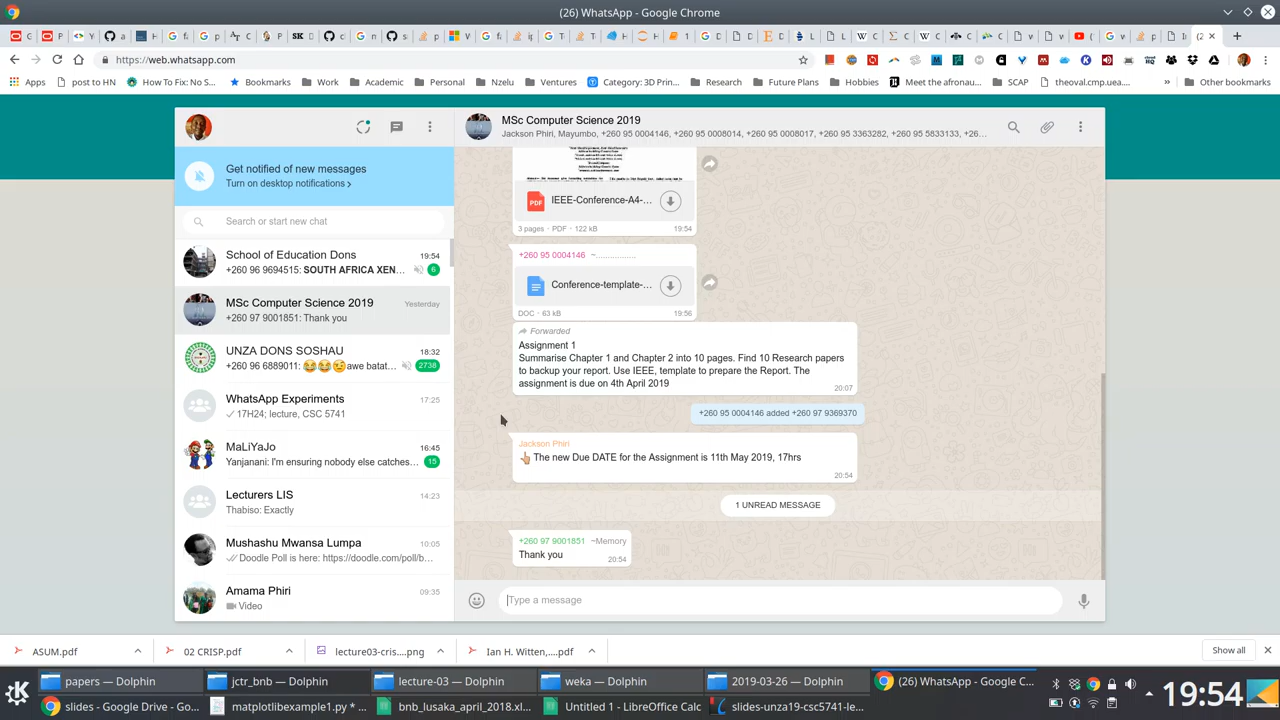 (26) WhatsApp - Google Chrome
https://web.whatsapp.com
Apps
post to HN
How To Fix: No S...
Bookmarks
Work
Academic
Personal
Nzelu
Ventures
Category: 3D Prin...
Research
Future Plans
Hobbies
Meet the afronau...
SCAP
theoval.cmp.uea....
»
Other bookmarks
Get notified of new messages
Turn on desktop notifications >
Search or start new chat
School of Education Dons 19:54
+260 96 9694515: SOUTH AFRICA XEN... 6
MSc Computer Science 2019 Yesterday
+260 97 9001851: Thank you
UNZA DONS SOSHAU 18:32
+260 96 6889011: 😂😂😉awe batat... 2738
WhatsApp Experiments 17:25
17H24; lecture, CSC 5741
MaLiYaJo 16:45
Yanjanani: I'm ensuring nobody else catches... 15
Lecturers LIS 14:23
Thabiso: Exactly
Mushashu Mwansa Lumpa 10:05
Doodle Poll is here: https://doodle.com/poll/b...
Amama Phiri 09:35
Video
MSc Computer Science 2019
Jackson Phiri, Mayumbo, +260 95 0004146, +260 95 0008014, +260 95 0008017, +260 95 3363282, +260 95 5833133, +26...
PDF IEEE-Conference-A4-...
3 pages • PDF • 122 kB 19:54
+260 95 0004146 ~.................
Conference-template-...
DOC • 63 kB 19:56
Forwarded
Assignment 1
Summarise Chapter 1 and Chapter 2 into 10 pages. Find 10 Research papers
to backup your report. Use IEEE, template to prepare the Report. The
assignment is due on 4th April 2019 20:07
+260 95 0004146 added +260 97 9369370
Jackson Phiri
The new Due DATE for the Assignment is 11th May 2019, 17hrs
20:54
1 UNREAD MESSAGE
+260 97 9001851 ~Memory
Thank you 20:54
Type a message
ASUM.pdf
02 CRISP.pdf
lecture03-cris....png
Ian H. Witten,....pdf
Show all
papers — Dolphin
jctr_bnb — Dolphin
lecture-03 — Dolphin
weka — Dolphin
2019-03-26 — Dolphin
(26) WhatsApp - Google C...
slides - Google Drive - Go...
matplotlibexample1.py * ...
bnb_lusaka_april_2018.xl...
Untitled 1 - LibreOffice Calc
slides-unza19-csc5741-le...
19:54